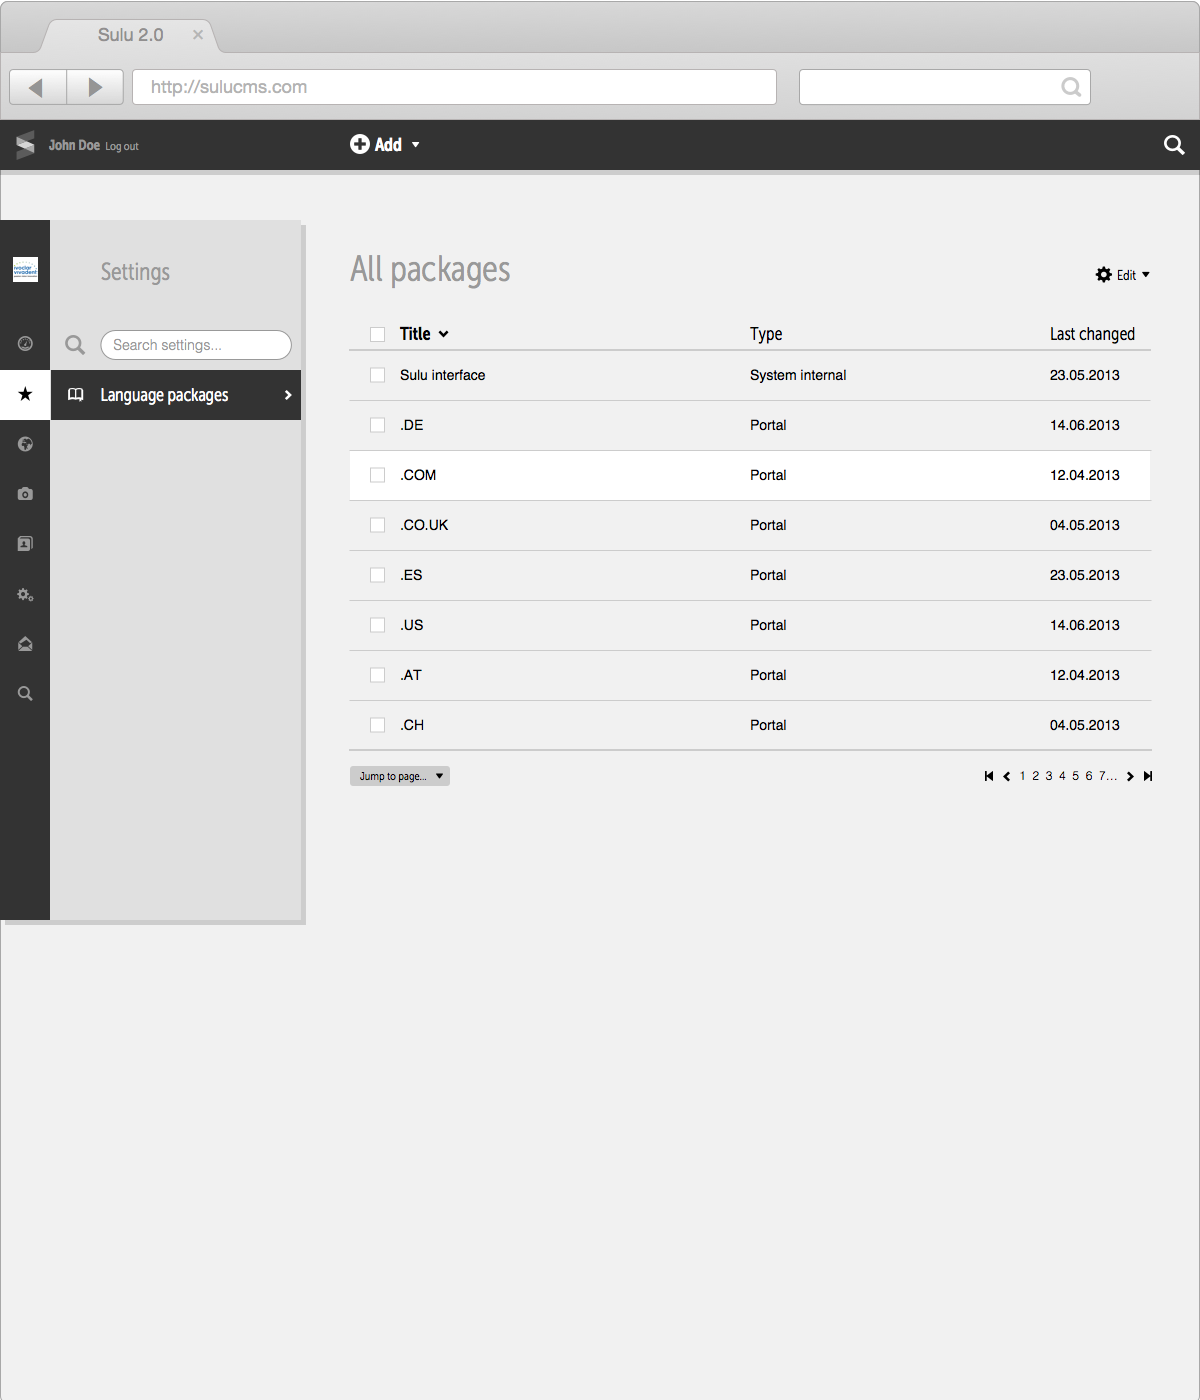 Sulu 2.0
http://sulucms.com
John Doe Log out
Add
ivoclar
vivadent
Settings
All packages
Edit
Search settings...
Title Type Last changed
Sulu interface System internal 23.05.2013
Language packages
.DE Portal 14.06.2013
.COM Portal 12.04.2013
.CO.UK Portal 04.05.2013
.ES Portal 23.05.2013
.US Portal 14.06.2013
.AT Portal 12.04.2013
.CH Portal 04.05.2013
Jump to page...
1 2 3 4 5 6 7...